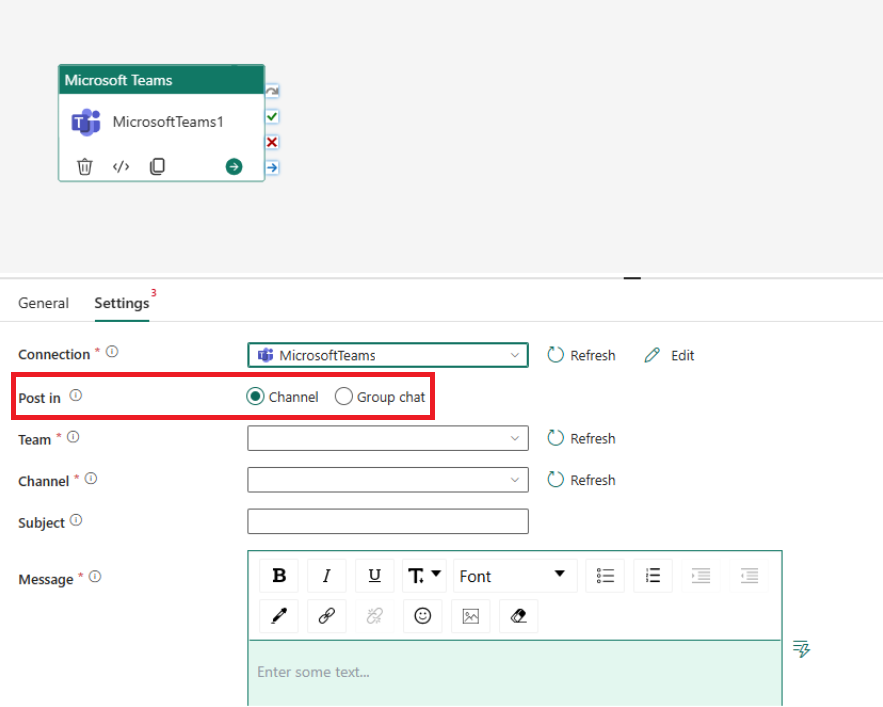 Microsoft Teams
MicrosoftTeams1
General Settings 3
Connection * MicrosoftTeams Refresh Edit
Post in Channel Group chat
Team * Refresh
Channel * Refresh
Subject
Message * B I U T Font
Enter some text...